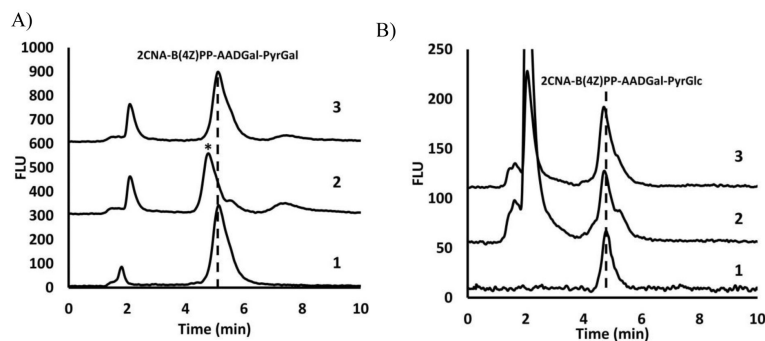 A)
2CNA-B(4Z)PP-AADGal-PyrGal
1000
900
800
700
600
500
400
300
200
100
0
FLU
3
*
2
1
0 2 4 6 8 10
Time (min)
B)
2CNA-B(4Z)PP-AADGal-PyrGlc
250
200
150
100
50
0
FLU
3
2
1
0 2 4 6 8 10
Time (min)